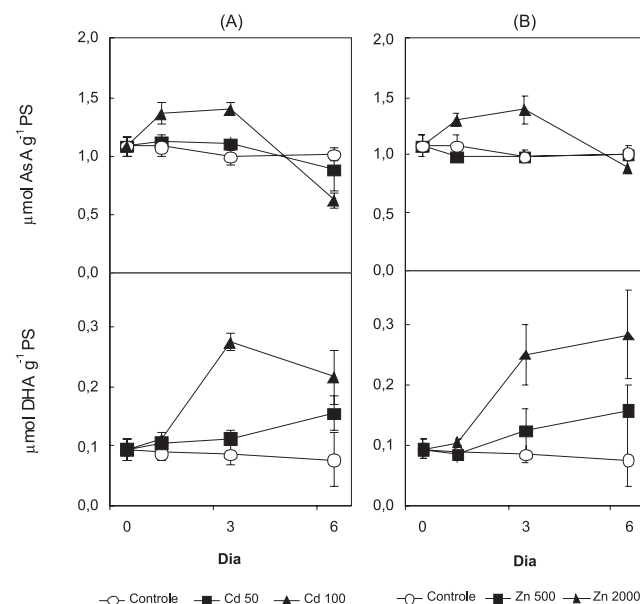 (A) (B)
2,0 2,0
1,5 1,5
1,0 1,0
0,5 0,5
0,0 0,0
µmol AsA g⁻¹ PS
0,3 0,3
0,2 0,2
0,1 0,1
0,0 0,0
µmol DHA g⁻¹ PS
0 3 6 0 3 6
Dia Dia
Controle Cd 50 Cd 100 Controle Zn 500 Zn 2000